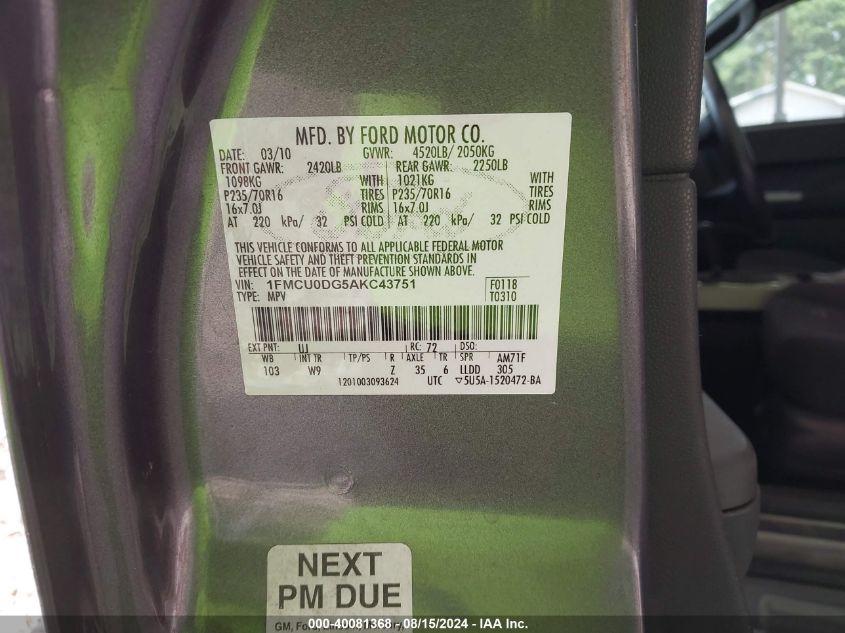 MFD. BY FORD MOTOR CO.
DATE: 03/10 GVWR: 4520LB/ 2050KG
FRONT GAWR: 2420LB REAR GAWR: 2250LB
1098KG WITH 1021KG WITH
P235/70R16 TIRES P235/70R16 TIRES
16x7.0J RIMS 16x7.0J RIMS
AT 220 kPa/ 32 PSI COLD AT 220 kPa/ 32 PSI COLD
THIS VEHICLE CONFORMS TO ALL APPLICABLE FEDERAL MOTOR
VEHICLE SAFETY AND THEFT PREVENTION STANDARDS IN
EFFECT ON THE DATE OF MANUFACTURE SHOWN ABOVE.
VIN: 1FMCU0DG5AKC43751 F0118
TYPE: MPV T0310
EXT PNT: UJ RC: 72 DSO:
WB INT TR TP/PS R AXLE TR SPR AM71F
103 W9 Z 35 6 LLDD 305
1201003093624 UTC ▽5U5A-1520472-BA
NEXT
PM DUE
GM, Ford,
00-40081368 - 08/15/2024 - IAA Inc.